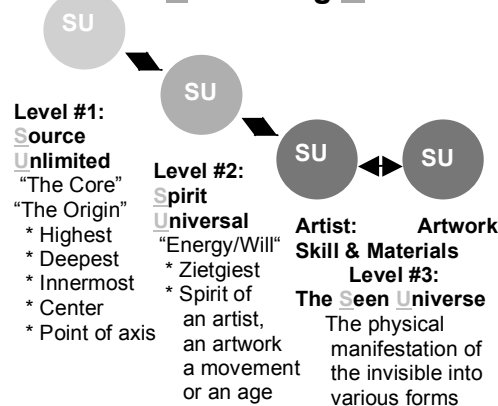 SU
SU
SU
SU
Level #1:
Source
Unlimited
“The Core”
“The Origin”
* Highest
* Deepest
* Innermost
* Center
* Point of axis
Level #2:
Spirit
Universal
“Energy/Will“
* Zietgiest
* Spirit of
an artist,
an artwork
a movement
or an age
Artist: Artwork
Skill & Materials
Level #3:
The Seen Universe
The physical
manifestation of
the invisible into
various forms